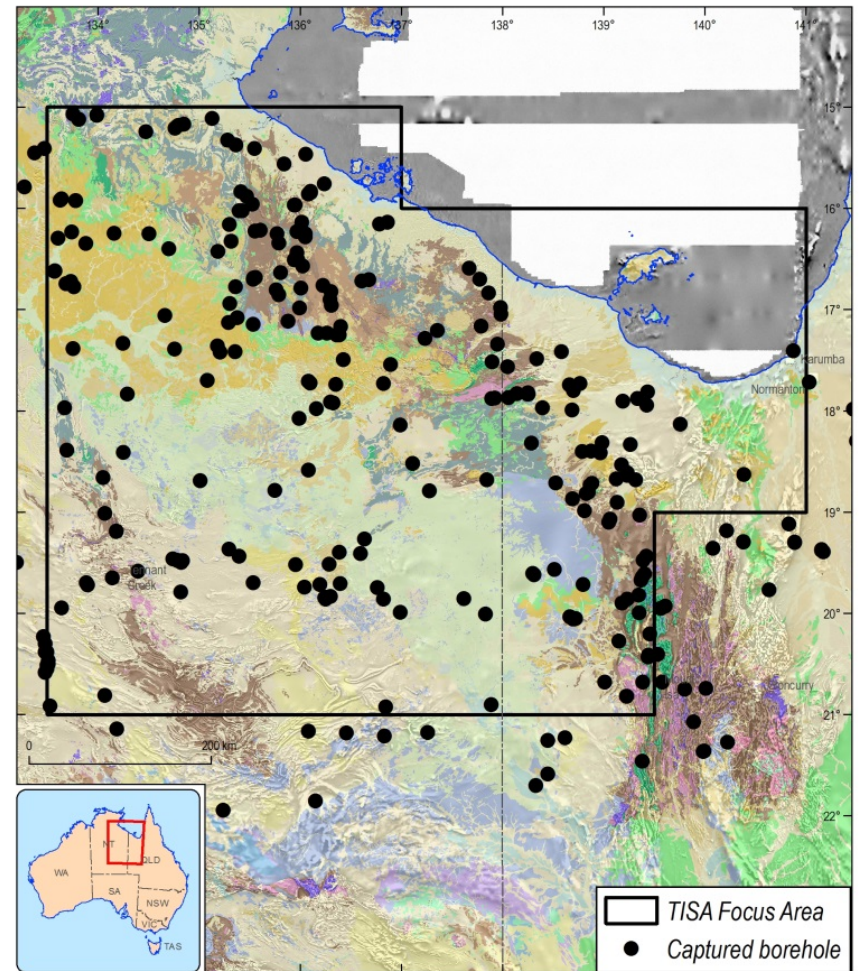 134° 135° 136° 137° 138° 139° 140° 141°
15°
16°
17°
Karumba
Normanton
18°
19°
Tennant
Creek
20°
21°
0 200 km
22°
NT
QLD
WA
SA
NSW
VIC
TAS
TISA Focus Area
Captured borehole